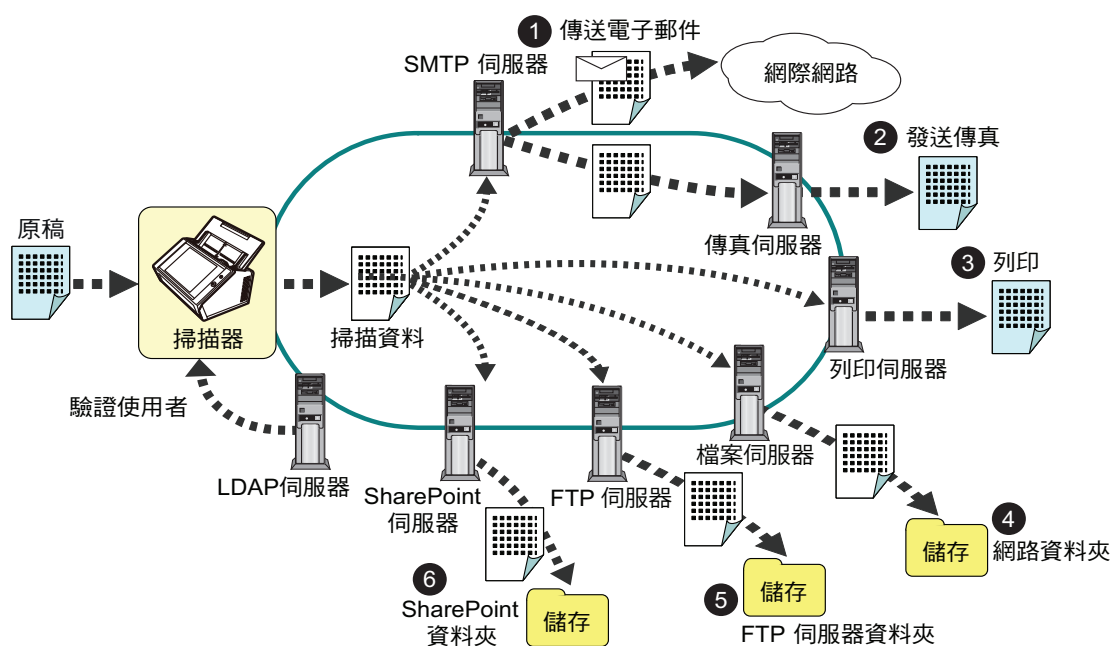 1 傳送電子郵件
SMTP 伺服器
網際網路
2 發送傳真
傳真伺服器
原稿
掃描器
掃描資料
3 列印
列印伺服器
驗證使用者
LDAP伺服器
SharePoint
伺服器
FTP 伺服器
檔案伺服器
4
儲存
網路資料夾
5
儲存
FTP 伺服器資料夾
6
SharePoint
資料夾
儲存